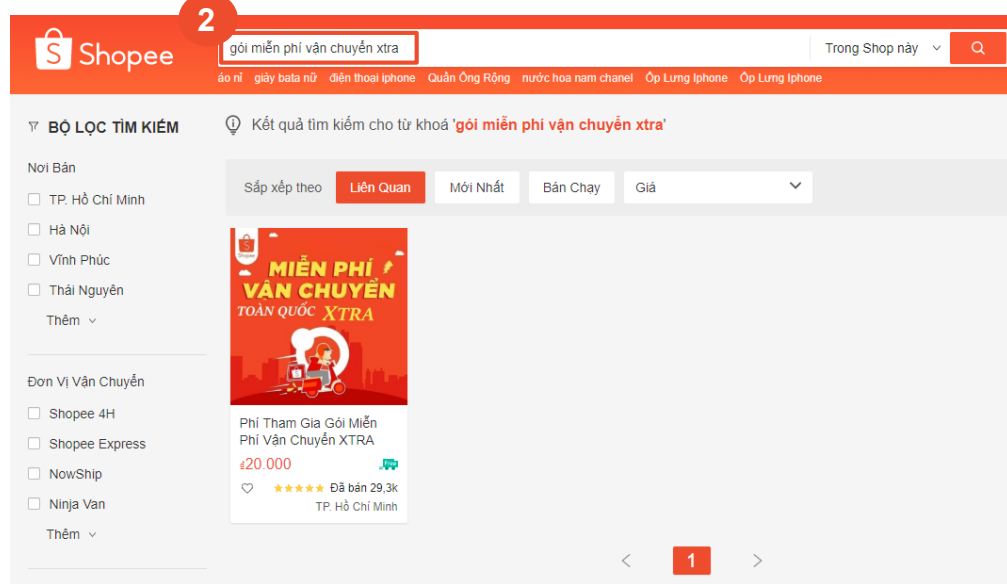 2
Shopee
gói miễn phí vận chuyển xtra
Trong Shop này
áo nỉ giày bata nữ điện thoại iphone Quần Ống Rộng nước hoa nam chanel Ốp Lưng Iphone Ốp Lưng Iphone
BỘ LỌC TÌM KIẾM
Kết quả tìm kiếm cho từ khoá 'gói miễn phí vận chuyển xtra'
Nơi Bán
TP. Hồ Chí Minh
Hà Nội
Vĩnh Phúc
Thái Nguyên
Thêm
Đơn Vị Vận Chuyển
Shopee 4H
Shopee Express
NowShip
Ninja Van
Thêm
Sắp xếp theo Liên Quan Mới Nhất Bán Chạy Giá
Shopee
MIỄN PHÍ
VẬN CHUYỂN
TOÀN QUỐC XTRA
Phí Tham Gia Gói Miễn
Phí Vận Chuyển XTRA
₫20.000
Free
Đã bán 29,3k
TP. Hồ Chí Minh
1